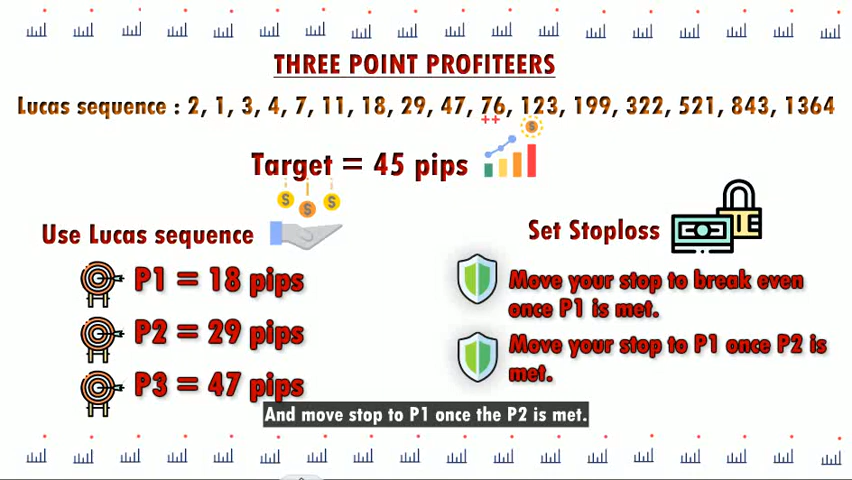 THREE POINT PROFITEERS
Lucas sequence : 2, 1, 3, 4, 7, 11, 18, 29, 47, 76, 123, 199, 322, 521, 843, 1364
Target = 45 pips
Use Lucas sequence
P1 = 18 pips
P2 = 29 pips
P3 = 47 pips
Set Stoploss
Move your stop to break even
once P1 is met.
Move your stop to P1 once P2 is
met.
And move stop to P1 once the P2 is met.